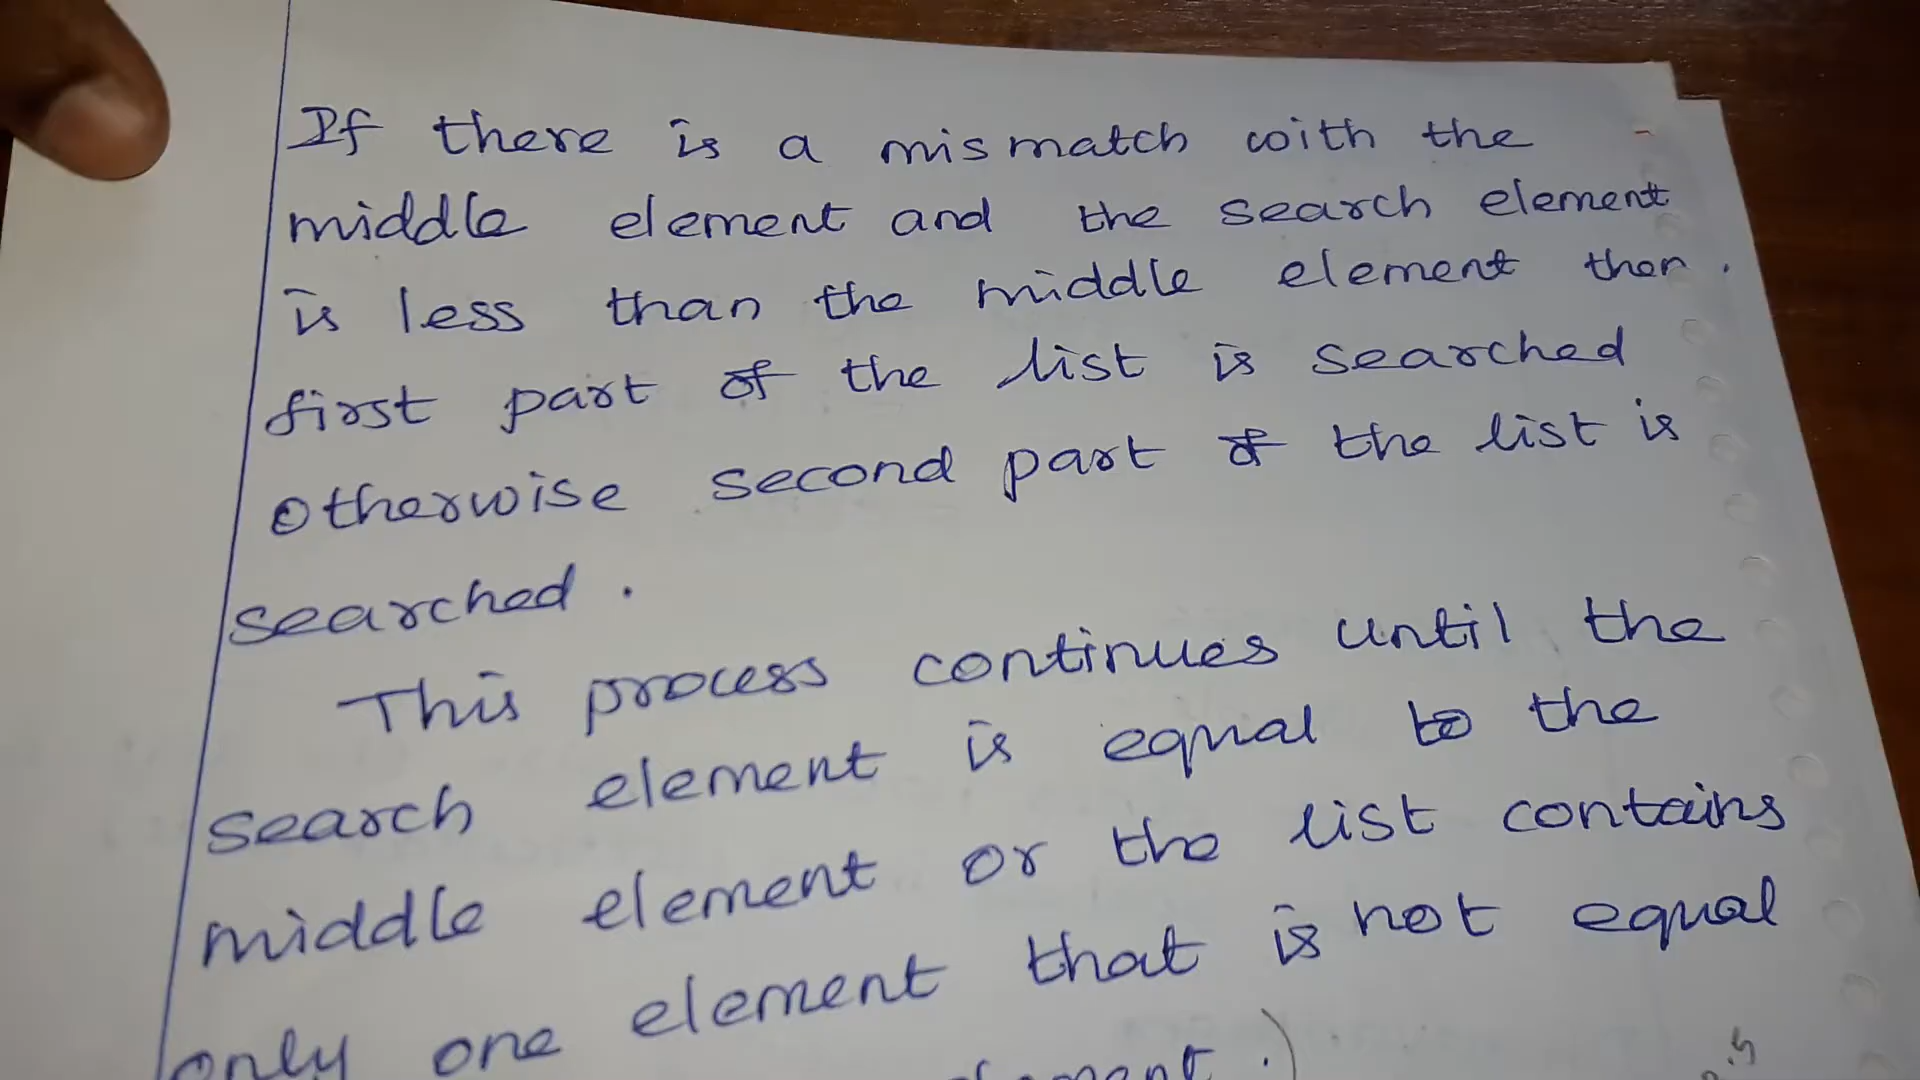 If there is a mismatch with the
middle element and the search element
is less than the middle element then
first part of the list is searched
otherwise second part of the list is
searched.
This process continues until the
search element is equal to the
middle element or the list contains
only one element that is not equal